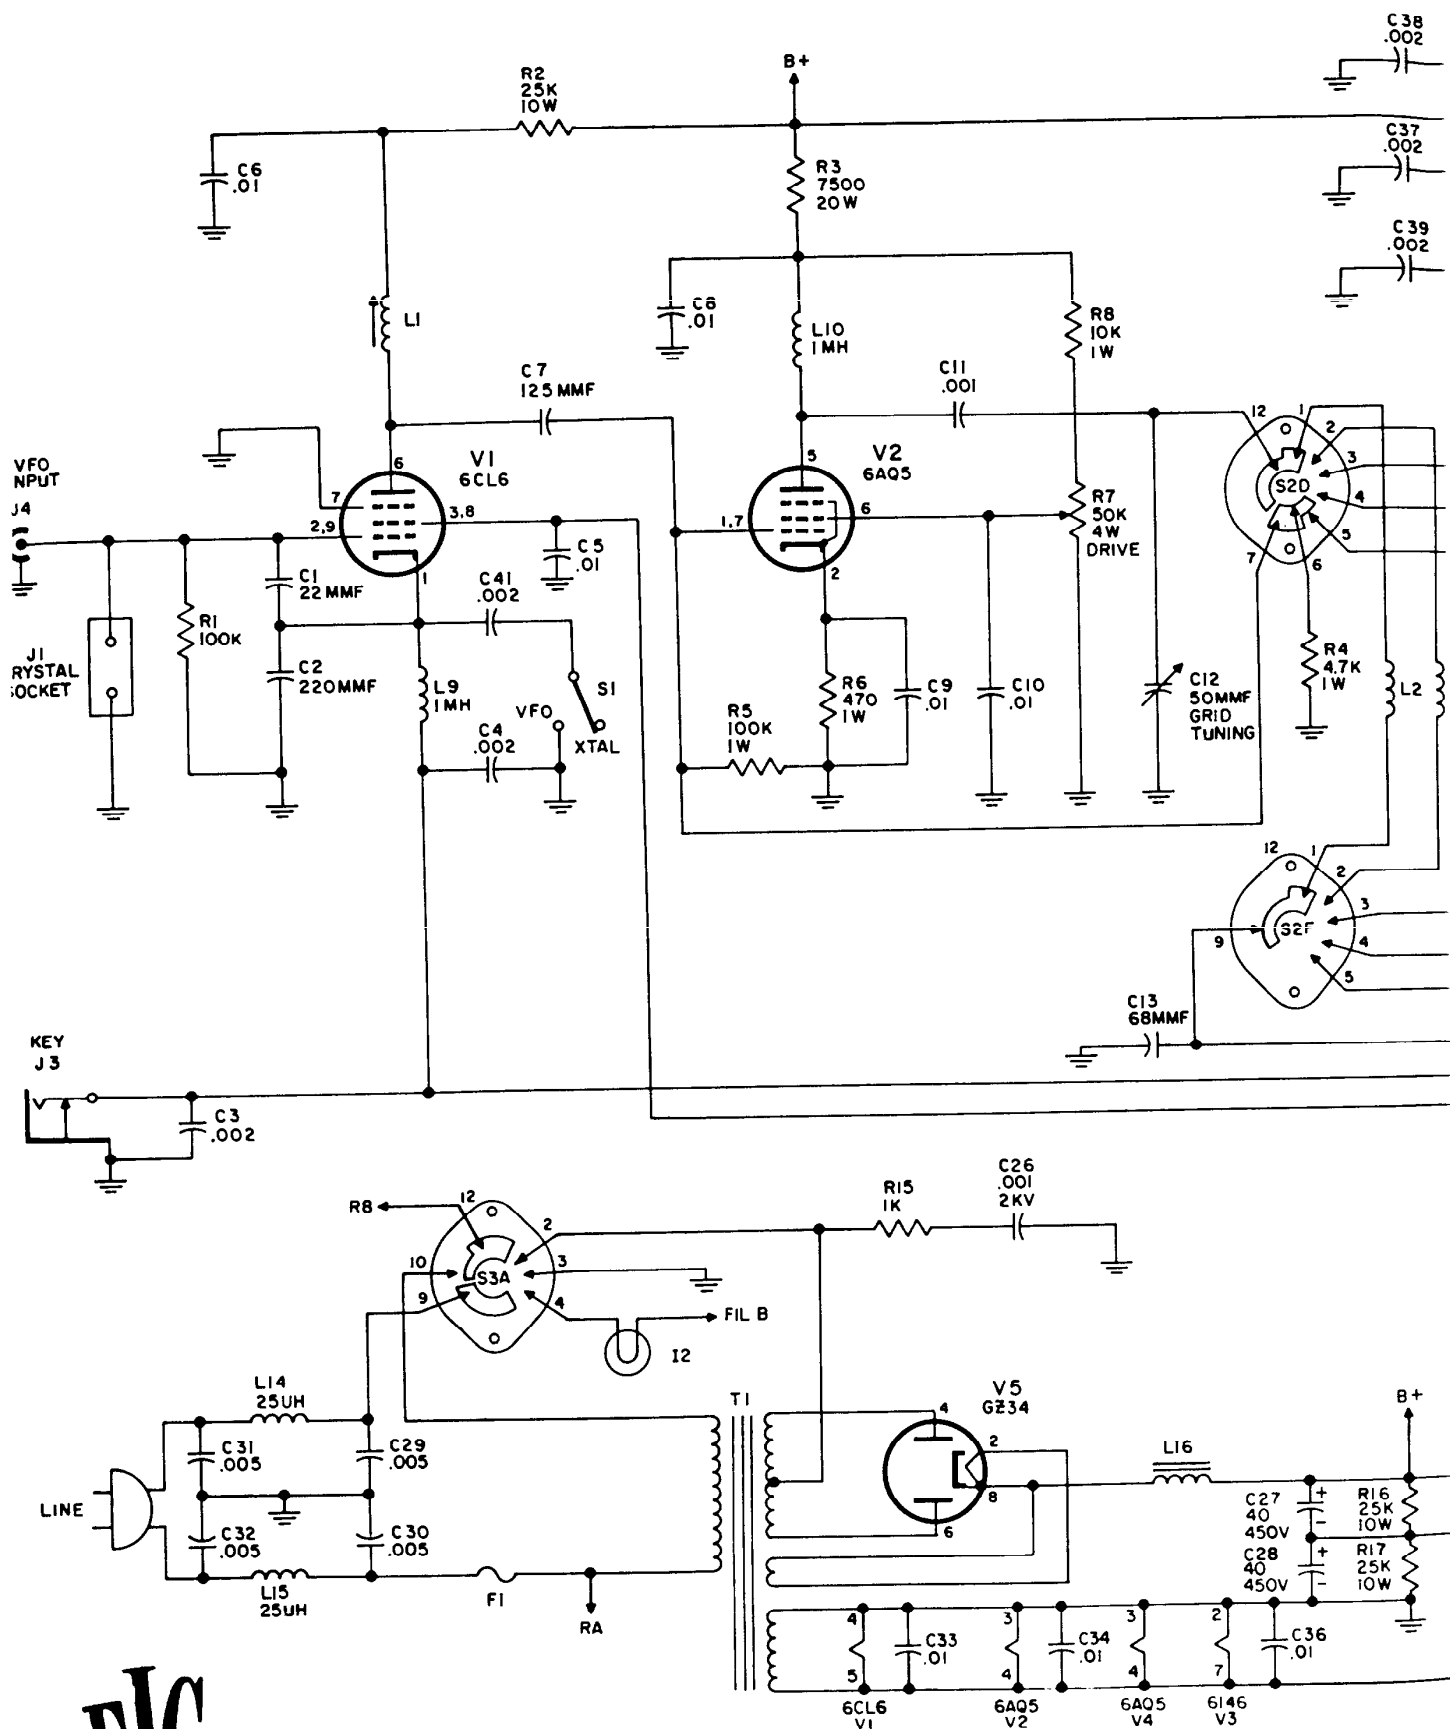 C38
.002
B+
R2
25K
10W
C37
.002
C6
.01
R3
7500
20W
C39
.002
C8
.01
L1
L10
1MH
R8
10K
1W
C7
125MMF
C11
.001
12
1
2
3
4
5
6
7
S2D
VFO
NPUT
J4
V1
6CL6
6
7
2,9
3,8
1
V2
6AQ5
5
6
1,7
2
R7
50K
4W
DRIVE
C5
.01
C1
22MMF
C41
.002
R1
100K
J1
RYSTAL
OCKET
C2
220MMF
L9
1MH
S1
VFO
XTAL
C4
.002
R5
100K
1W
R6
470
1W
C9
.01
C10
.01
C12
50MMF
GRID
TUNING
R4
4.7K
1W
L2
12
1
2
3
4
5
9
S2F
C13
68MMF
KEY
J3
C3
.002
R8
12
2
3
4
10
9
S3A
R15
1K
C26
.001
2KV
FIL B
I2
L14
25UH
C31
.005
C29
.005
LINE
C32
.005
C30
.005
L15
25UH
F1
RA
T1
V5
GZ34
4
2
8
6
L16
B+
C27
40
450V
+
-
R16
25K
10W
C28
40
450V
+
-
R17
25K
10W
4
5
C33
.01
3
4
C34
.01
3
4
2
7
C36
.01
6CL6
V1
6AQ5
V2
6AQ5
V4
6146
V3